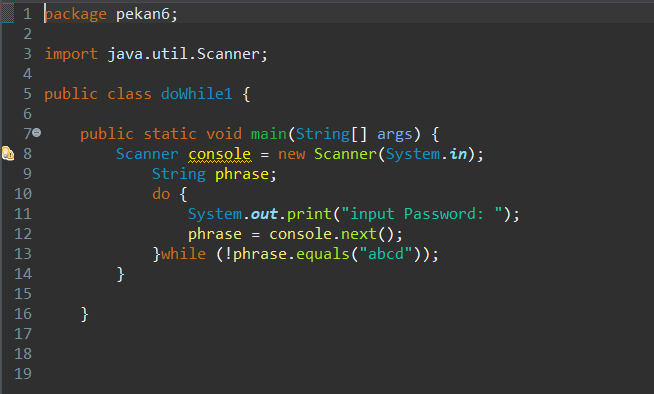 1 package pekan6;
2
3 import java.util.Scanner;
4
5 public class doWhile1 {
6
7     public static void main(String[] args) {
8         Scanner console = new Scanner(System.in);
9             String phrase;
10             do {
11                 System.out.print("input Password: ");
12                 phrase = console.next();
13             }while (!phrase.equals("abcd"));
14         }
15
16     }
17
18
19